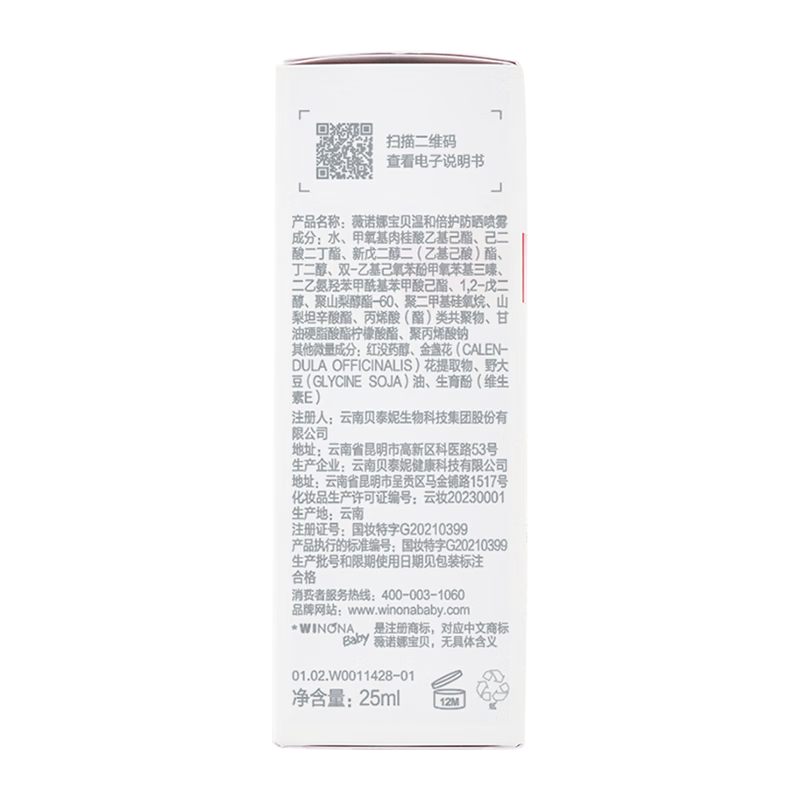 扫描二维码
查看电子说明书
产品名称：薇诺娜宝贝温和倍护防晒喷雾
成分：水、甲氧基肉桂酸乙基己酯、己二
酸二丁酯、新戊二醇二（乙基己酸）酯、
丁二醇、双-乙基己氧苯酚甲氧苯基三嗪、
二乙氨羟苯甲酰基苯甲酸己酯、1,2-戊二
醇、聚山梨醇酯-60、聚二甲基硅氧烷、山
梨坦辛酸酯、丙烯酸（酯）类共聚物、甘
油硬脂酸酯柠檬酸酯、聚丙烯酸钠
其他微量成分：红没药醇、金盏花（CALEN-
DULA OFFICINALIS）花提取物、野大
豆（GLYCINE SOJA）油、生育酚（维生
素E）
注册人：云南贝泰妮生物科技集团股份有
限公司
地址：云南省昆明市高新区科医路53号
生产企业：云南贝泰妮健康科技有限公司
地址：云南省昆明市呈贡区马金铺路1517号
化妆品生产许可证编号：云妆20230001
生产地：云南
注册证号：国妆特字G20210399
产品执行的标准编号：国妆特字G20210399
生产批号和限期使用日期见包装标注
合格
消费者服务热线：400-003-1060
品牌网站：www.winonababy.com
*WINONA Baby 是注册商标，对应中文商标
薇诺娜宝贝，无具体含义
01.02.W0011428-01
净含量：25ml
12M